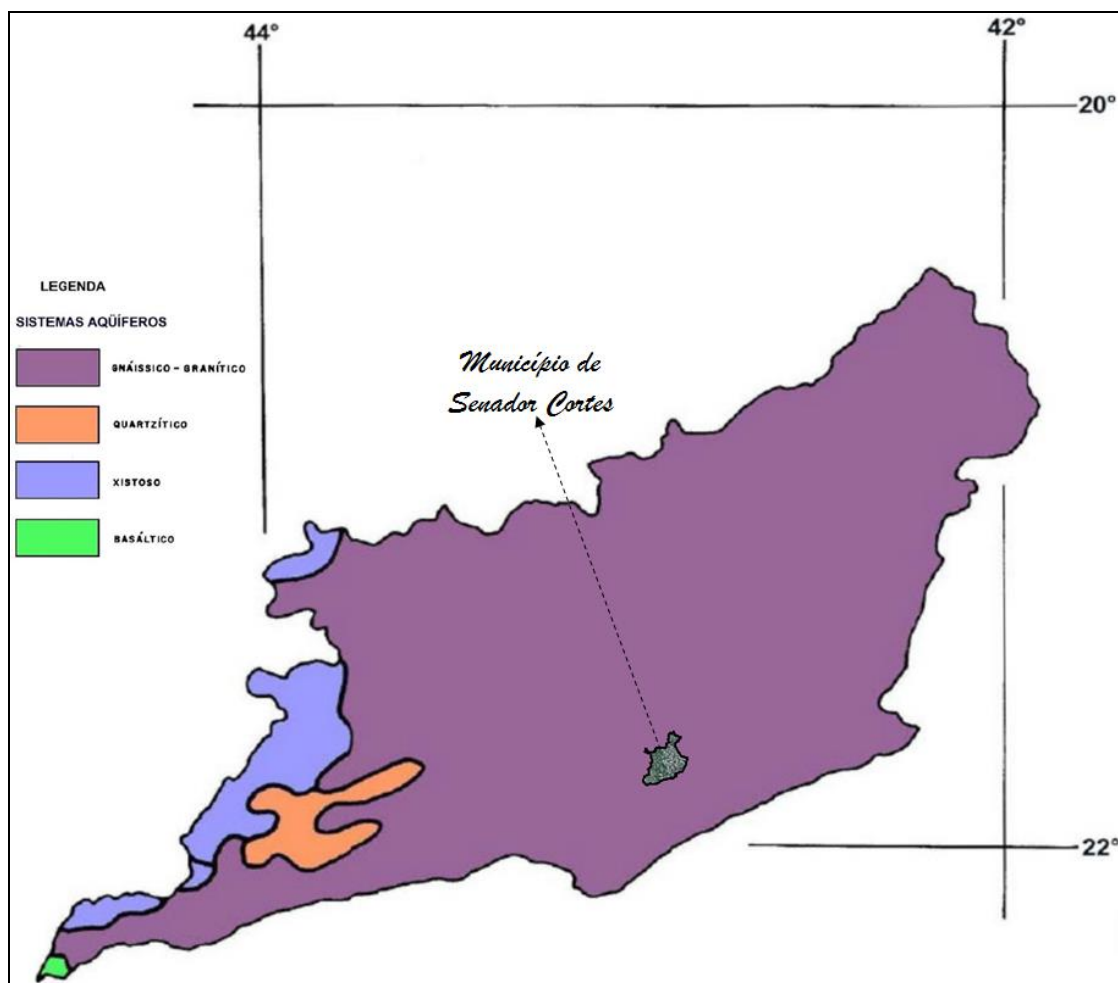 44°
42°
20°
LEGENDA
SISTEMAS AQÜÍFEROS
GNÁISSICO - GRANÍTICO
QUARTZÍTICO
XISTOSO
BASÁLTICO
Município de
Senador Cortes
22°